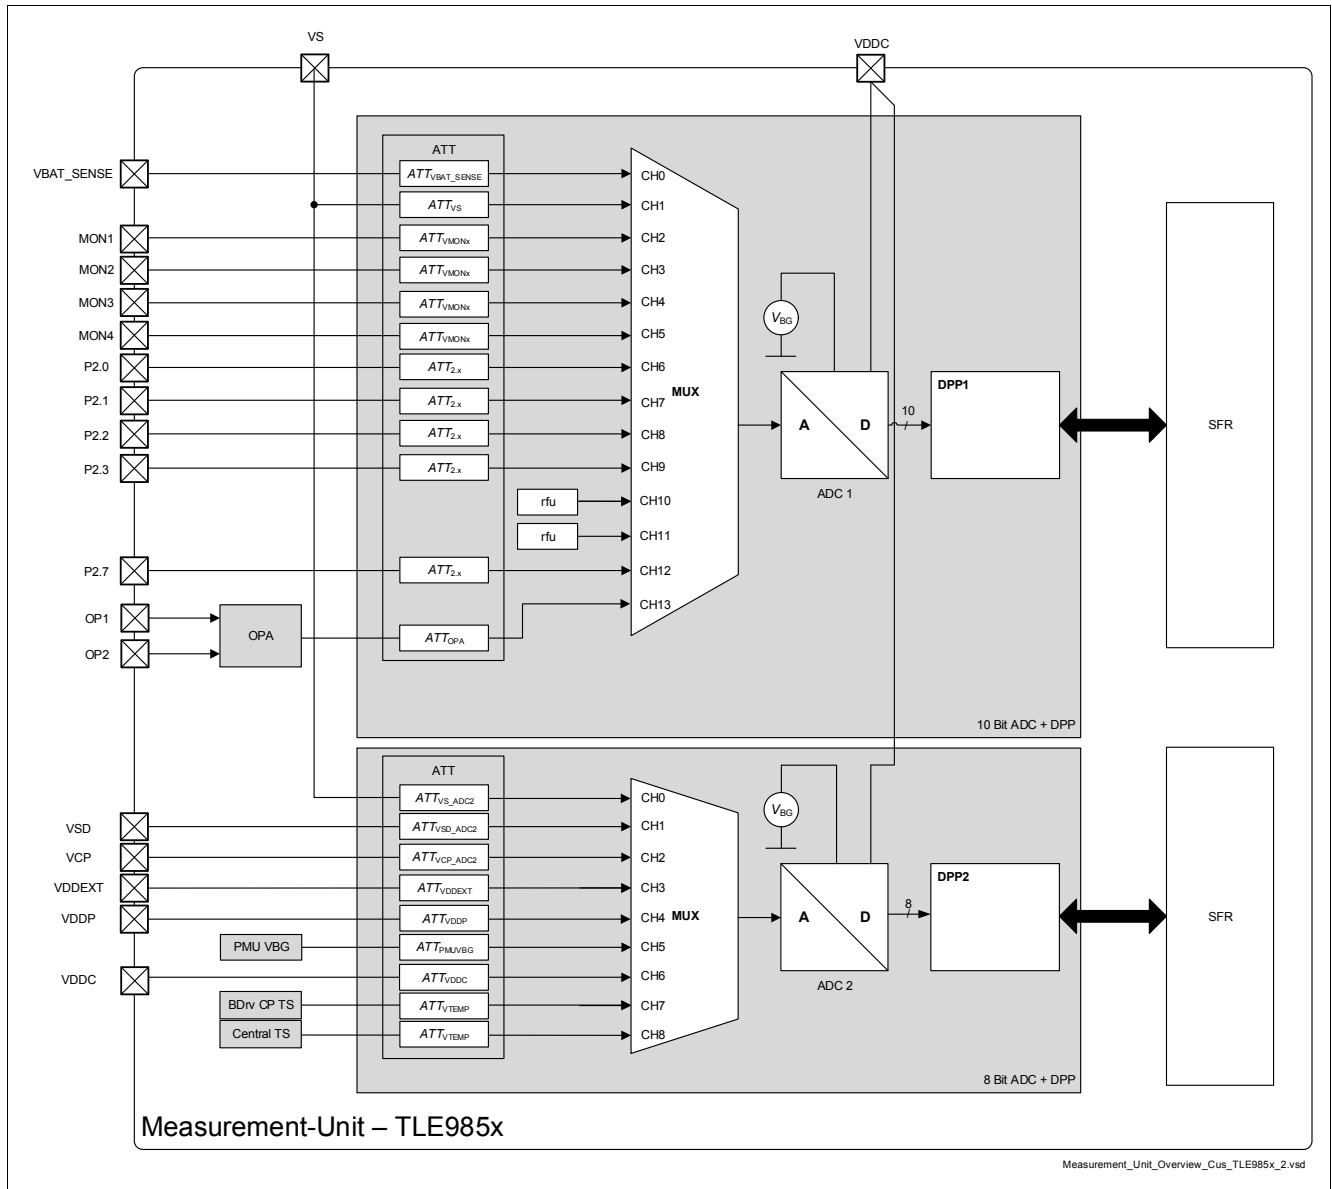 VS
VDDC
ATT
VBAT_SENSE
ATTVBAT_SENSE
CH0
ATTVS
CH1
MON1
ATTVMONx
CH2
MON2
ATTVMONx
CH3
MON3
ATTVMONx
CH4
VBG
MON4
ATTVMONx
CH5
P2.0
ATT2.x
CH6
MUX
DPP1
P2.1
ATT2.x
CH7
A
D
10
SFR
P2.2
ATT2.x
CH8
P2.3
ATT2.x
CH9
ADC 1
rfu
CH10
rfu
CH11
P2.7
ATT2.x
CH12
CH13
OP1
OPA
ATTOPA
OP2
10 Bit ADC + DPP
ATT
ATTVS_ADC2
CH0
VBG
VSD
ATTVSD_ADC2
CH1
VCP
ATTVCP_ADC2
CH2
DPP2
VDDEXT
ATTVDDEXT
CH3
VDDP
ATTVDDP
CH4
MUX
A
D
8
SFR
PMU VBG
ATTPMUVBG
CH5
VDDC
ATTVDDC
CH6
ADC 2
BDrv CP TS
ATTVTEMP
CH7
Central TS
ATTVTEMP
CH8
8 Bit ADC + DPP
Measurement-Unit – TLE985x
Measurement_Unit_Overview_Cus_TLE985x_2.vsd